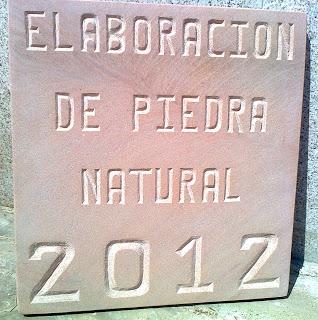 ELABORACION
DE PIEDRA
NATURAL
2012